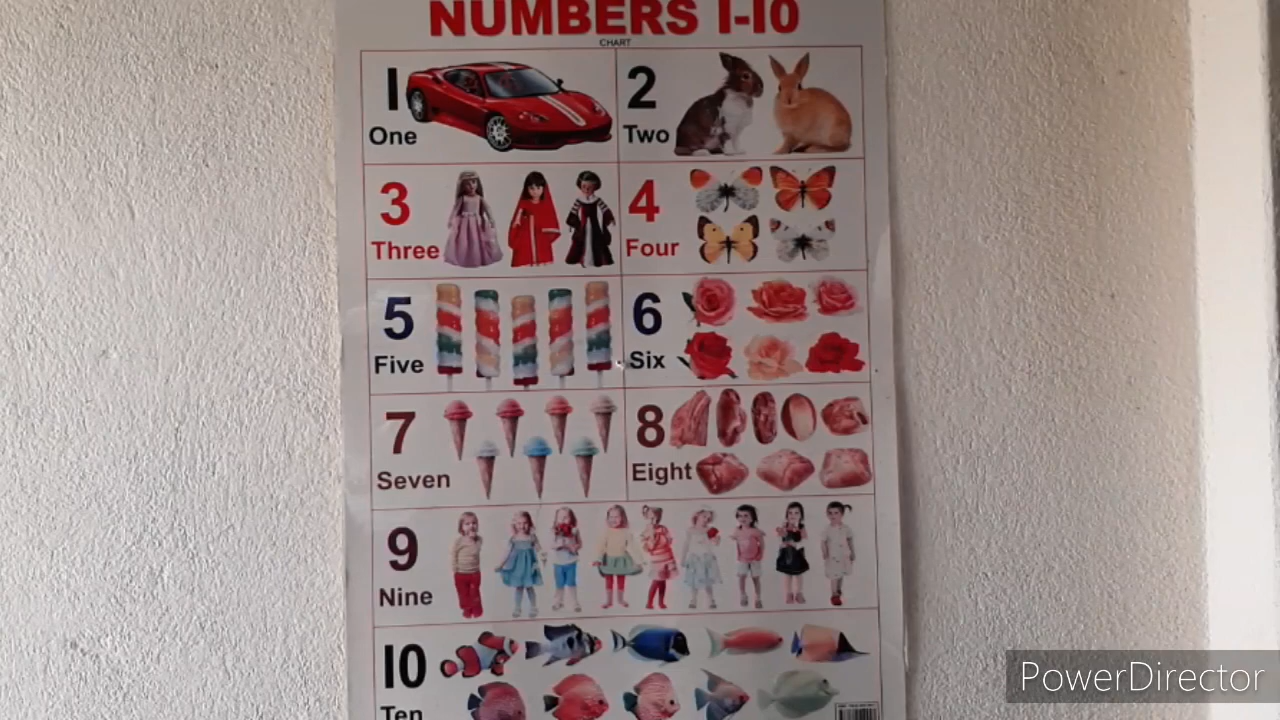 NUMBERS 1-10
CHART
1
One
2
Two
3
Three
4
Four
5
Five
6
Six
7
Seven
8
Eight
9
Nine
10
Ten
PowerDirector